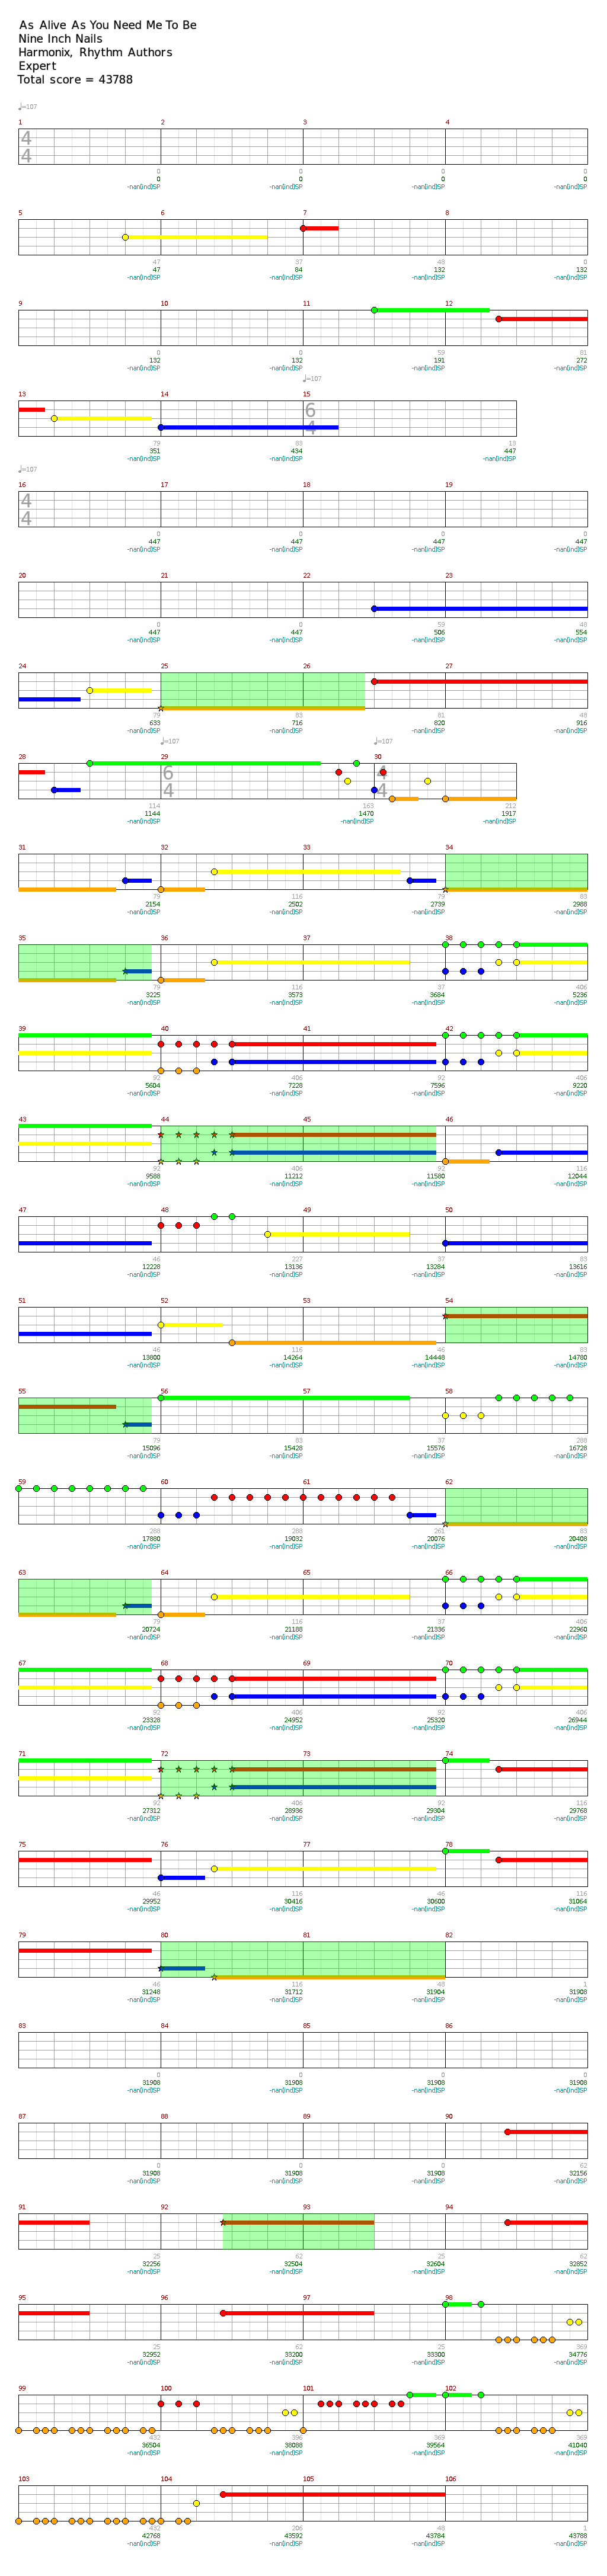 As Alive As You Need Me To Be
Nine Inch Nails
Harmonix, Rhythm Authors
Expert
Total score = 43788
♩=107
1 2 3 4
4
4
0 0 0 0
0 0 0 0
-nan(ind)SP -nan(ind)SP -nan(ind)SP -nan(ind)SP
5 6 7 8
47 37 48 0
47 84 132 132
-nan(ind)SP -nan(ind)SP -nan(ind)SP -nan(ind)SP
9 10 11 12
0 0 59 81
132 132 191 272
-nan(ind)SP -nan(ind)SP -nan(ind)SP -nan(ind)SP
♩=107
13 14 15
6
4
79 83 13
351 434 447
-nan(ind)SP -nan(ind)SP -nan(ind)SP
♩=107
16 17 18 19
4
4
0 0 0 0
447 447 447 447
-nan(ind)SP -nan(ind)SP -nan(ind)SP -nan(ind)SP
20 21 22 23
0 0 59 48
447 447 506 554
-nan(ind)SP -nan(ind)SP -nan(ind)SP -nan(ind)SP
24 25 26 27
79 83 81 48
633 716 820 916
-nan(ind)SP -nan(ind)SP -nan(ind)SP -nan(ind)SP
♩=107 ♩=107
28 29 30
6 4
4 4
114 163 212
1144 1470 1917
-nan(ind)SP -nan(ind)SP -nan(ind)SP
31 32 33 34
79 116 79 83
2154 2502 2739 2988
-nan(ind)SP -nan(ind)SP -nan(ind)SP -nan(ind)SP
35 36 37 38
79 116 37 406
3225 3573 3684 5236
-nan(ind)SP -nan(ind)SP -nan(ind)SP -nan(ind)SP
39 40 41 42
92 406 92 406
5604 7228 7596 9220
-nan(ind)SP -nan(ind)SP -nan(ind)SP -nan(ind)SP
43 44 45 46
92 406 92 116
9588 11212 11580 12044
-nan(ind)SP -nan(ind)SP -nan(ind)SP -nan(ind)SP
47 48 49 50
46 227 37 83
12228 13136 13284 13616
-nan(ind)SP -nan(ind)SP -nan(ind)SP -nan(ind)SP
51 52 53 54
46 116 46 83
13800 14264 14448 14780
-nan(ind)SP -nan(ind)SP -nan(ind)SP -nan(ind)SP
55 56 57 58
79 83 37 288
15096 15428 15576 16728
-nan(ind)SP -nan(ind)SP -nan(ind)SP -nan(ind)SP
59 60 61 62
288 288 261 83
17880 19032 20076 20408
-nan(ind)SP -nan(ind)SP -nan(ind)SP -nan(ind)SP
63 64 65 66
79 116 37 406
20724 21188 21336 22960
-nan(ind)SP -nan(ind)SP -nan(ind)SP -nan(ind)SP
67 68 69 70
92 406 92 406
23328 24952 25320 26944
-nan(ind)SP -nan(ind)SP -nan(ind)SP -nan(ind)SP
71 72 73 74
92 406 92 116
27312 28936 29304 29768
-nan(ind)SP -nan(ind)SP -nan(ind)SP -nan(ind)SP
75 76 77 78
46 116 46 116
29952 30416 30600 31064
-nan(ind)SP -nan(ind)SP -nan(ind)SP -nan(ind)SP
79 80 81 82
46 116 48 1
31248 31712 31904 31908
-nan(ind)SP -nan(ind)SP -nan(ind)SP -nan(ind)SP
83 84 85 86
0 0 0 0
31908 31908 31908 31908
-nan(ind)SP -nan(ind)SP -nan(ind)SP -nan(ind)SP
87 88 89 90
0 0 0 62
31908 31908 31908 32156
-nan(ind)SP -nan(ind)SP -nan(ind)SP -nan(ind)SP
91 92 93 94
25 62 25 62
32256 32504 32604 32852
-nan(ind)SP -nan(ind)SP -nan(ind)SP -nan(ind)SP
95 96 97 98
25 62 25 369
32952 33200 33300 34776
-nan(ind)SP -nan(ind)SP -nan(ind)SP -nan(ind)SP
99 100 101 102
432 396 369 369
36504 38088 39564 41040
-nan(ind)SP -nan(ind)SP -nan(ind)SP -nan(ind)SP
103 104 105 106
432 206 48 1
42768 43592 43784 43788
-nan(ind)SP -nan(ind)SP -nan(ind)SP -nan(ind)SP